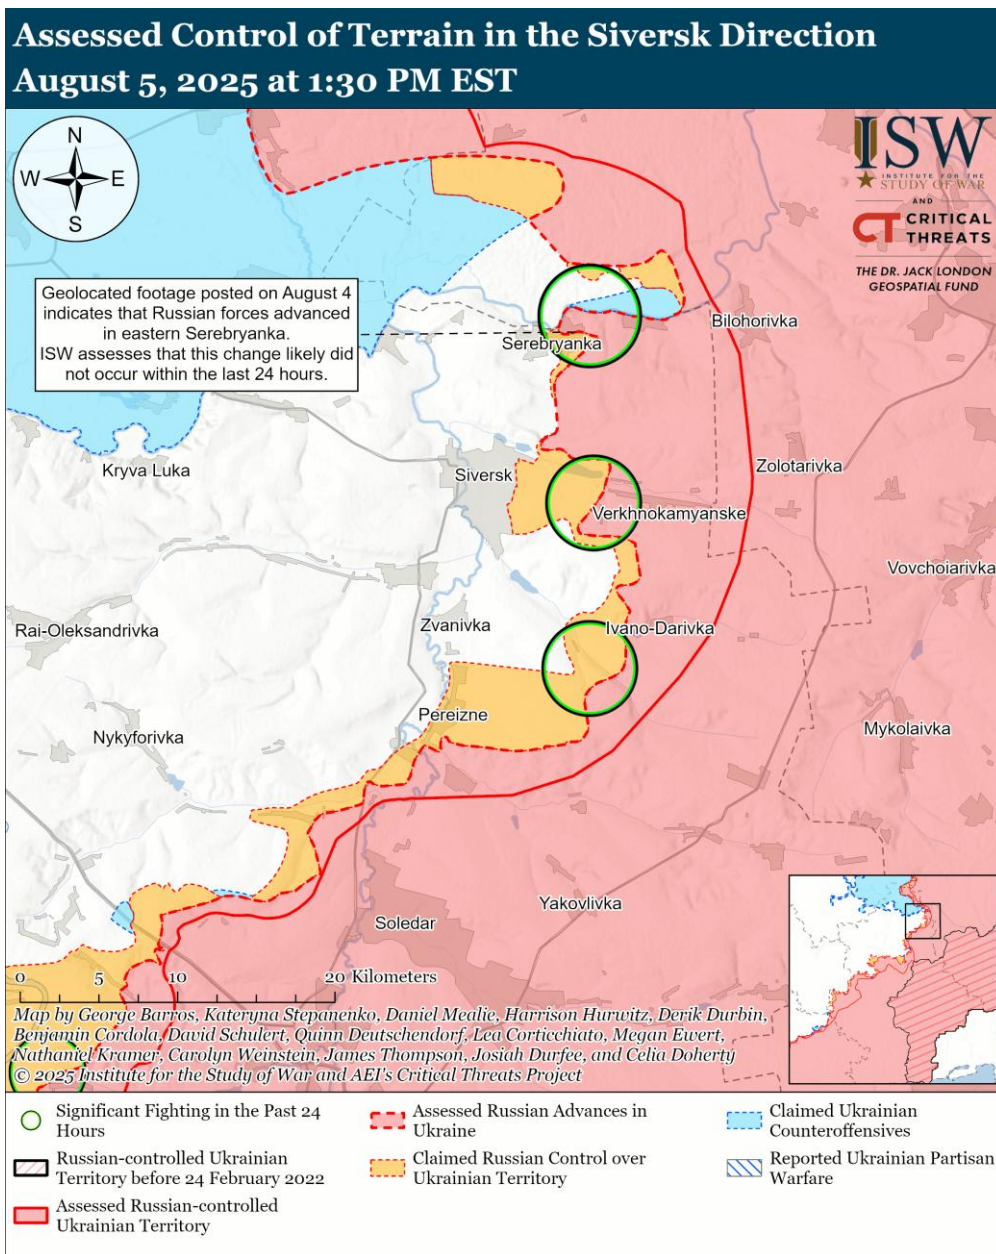 Assessed Control of Terrain in the Siversk Direction
August 5, 2025 at 1:30 PM EST
N
W
E
S
ISW
INSTITUTE FOR THE
STUDY OF WAR
AND
CT CRITICAL
THREATS
THE DR. JACK LONDON
GEOSPATIAL FUND
Geolocated footage posted on August 4
indicates that Russian forces advanced
in eastern Serebryanka.
ISW assesses that this change likely did
not occur within the last 24 hours.
Bilohorivka
Serebryanka
Kryva Luka
Siversk
Zolotarivka
Verkhnokamyanske
Vovchoiarivka
Rai-Oleksandrivka
Zvanivka
Ivano-Darivka
Pereizne
Nykyforivka
Mykolaivka
Yakovlivka
Soledar
0 5 10 20 Kilometers
Map by George Barros, Kateryna Stepanenko, Daniel Mealie, Harrison Hurwitz, Derik Durbin,
Benjamin Cordola, David Schulert, Quinn Deutschendorf, Lea Corticchiato, Megan Ewert,
Nathaniel Kramer, Carolyn Weinstein, James Thompson, Josiah Durfee, and Celia Doherty
© 2025 Institute for the Study of War and AEI's Critical Threats Project
Significant Fighting in the Past 24
Hours
Russian-controlled Ukrainian
Territory before 24 February 2022
Assessed Russian-controlled
Ukrainian Territory
Assessed Russian Advances in
Ukraine
Claimed Russian Control over
Ukrainian Territory
Claimed Ukrainian
Counteroffensives
Reported Ukrainian Partisan
Warfare